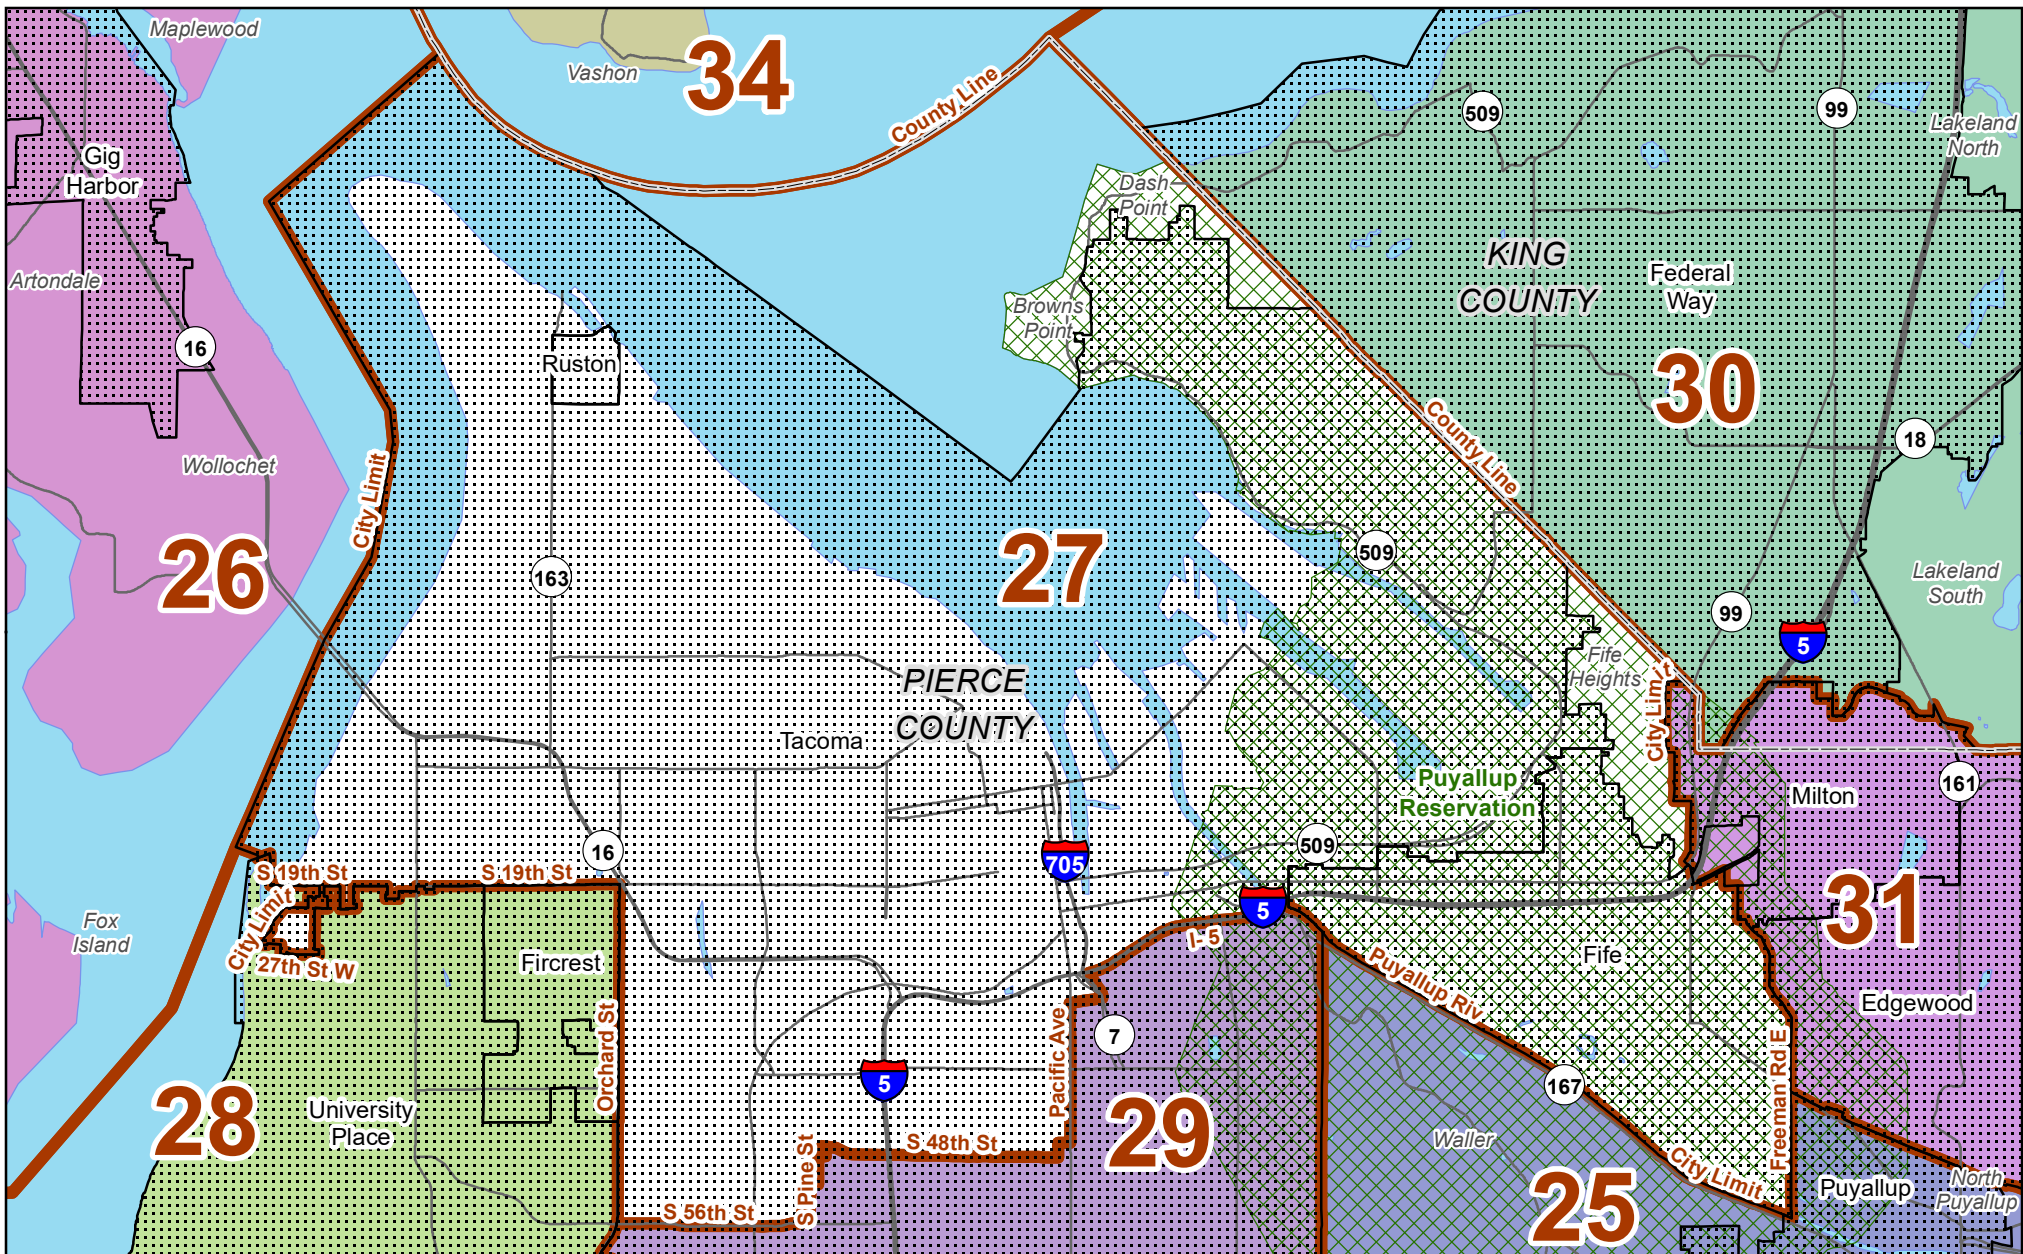 Maplewood
Vashon
34
County Line
509
99
Lakeland
North
Gig
Harbor
Dash
Point
KING
COUNTY
Federal
Way
Artondale
Browns
Point
16
Ruston
30
County Line
18
Wollochet
City Limit
26
27
163
509
Lakeland
South
99
5
Fife
Heights
City Limit
PIERCE
COUNTY
Tacoma
Puyallup
Reservation
Milton
161
16
509
705
S 19th St
S 19th St
City Limit
27th St W
Fox
Island
Fircrest
5
I- 5
31
Fife
Puyallup Riv
Edgewood
Orchard St
Pacific Ave
7
5
Freeman Rd E
167
28
University
Place
29
Waller
S 48th St
S Pine St
S 56th St
25
City Limit
Puyallup
North
Puyallup